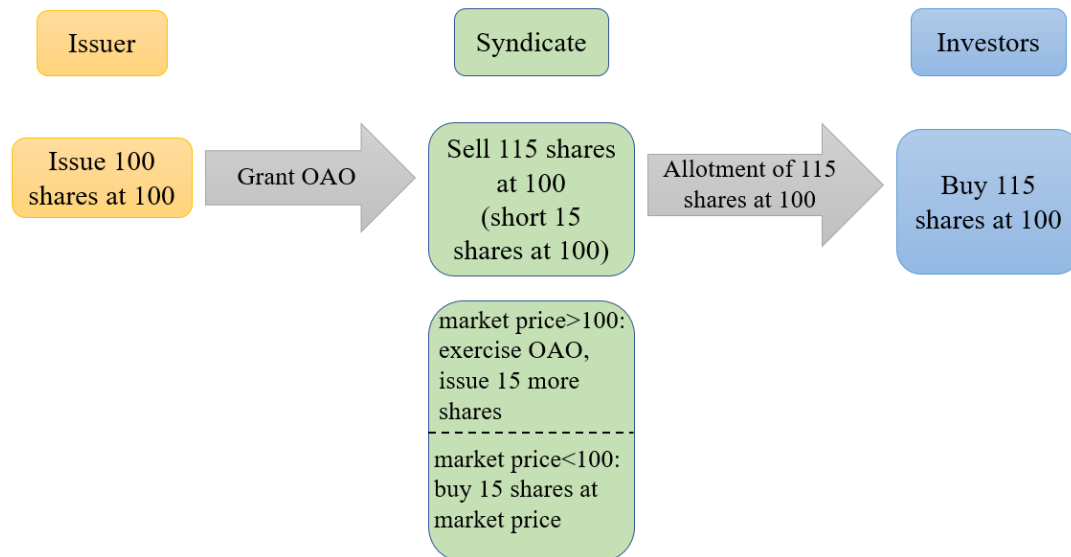 Issuer
Syndicate
Investors
Issue 100
shares at 100
Grant OAO
Sell 115 shares
at 100
(short 15
shares at 100)
Allotment of 115
shares at 100
Buy 115
shares at 100
market price>100:
exercise OAO,
issue 15 more
shares
market price<100:
buy 15 shares at
market price